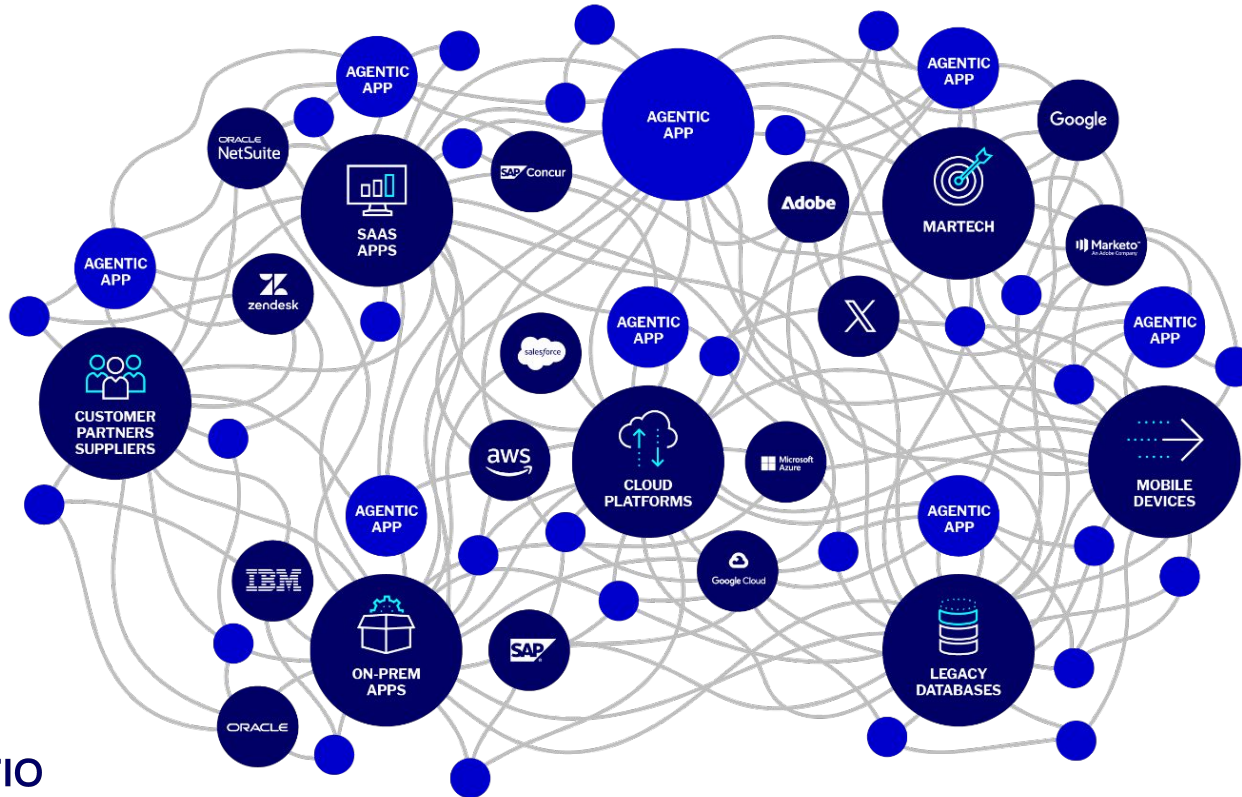 AGENTIC
APP
AGENTIC
APP
AGENTIC
APP
Google
ORACLE
NetSuite
SAP Concur
Adobe
MARTECH
SAAS
APPS
Marketo™
An Adobe Company
AGENTIC
APP
zendesk
X
AGENTIC
APP
AGENTIC
APP
salesforce
CUSTOMER
PARTNERS
SUPPLIERS
aws
CLOUD
PLATFORMS
Microsoft
Azure
MOBILE
DEVICES
AGENTIC
APP
AGENTIC
APP
IBM
Google Cloud
SAP®
ON-PREM
APPS
LEGACY
DATABASES
ORACLE